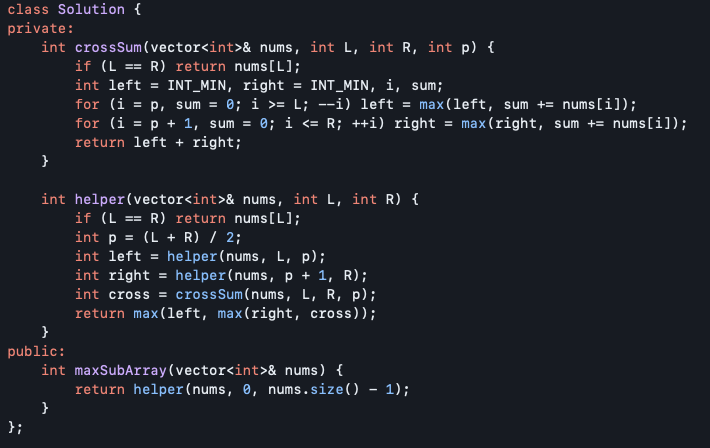 class Solution {
private:
    int crossSum(vector<int>& nums, int L, int R, int p) {
        if (L == R) return nums[L];
        int left = INT_MIN, right = INT_MIN, i, sum;
        for (i = p, sum = 0; i >= L; --i) left = max(left, sum += nums[i]);
        for (i = p + 1, sum = 0; i <= R; ++i) right = max(right, sum += nums[i]);
        return left + right;
    }

    int helper(vector<int>& nums, int L, int R) {
        if (L == R) return nums[L];
        int p = (L + R) / 2;
        int left = helper(nums, L, p);
        int right = helper(nums, p + 1, R);
        int cross = crossSum(nums, L, R, p);
        return max(left, max(right, cross));
    }
public:
    int maxSubArray(vector<int>& nums) {
        return helper(nums, 0, nums.size() - 1);
    }
};